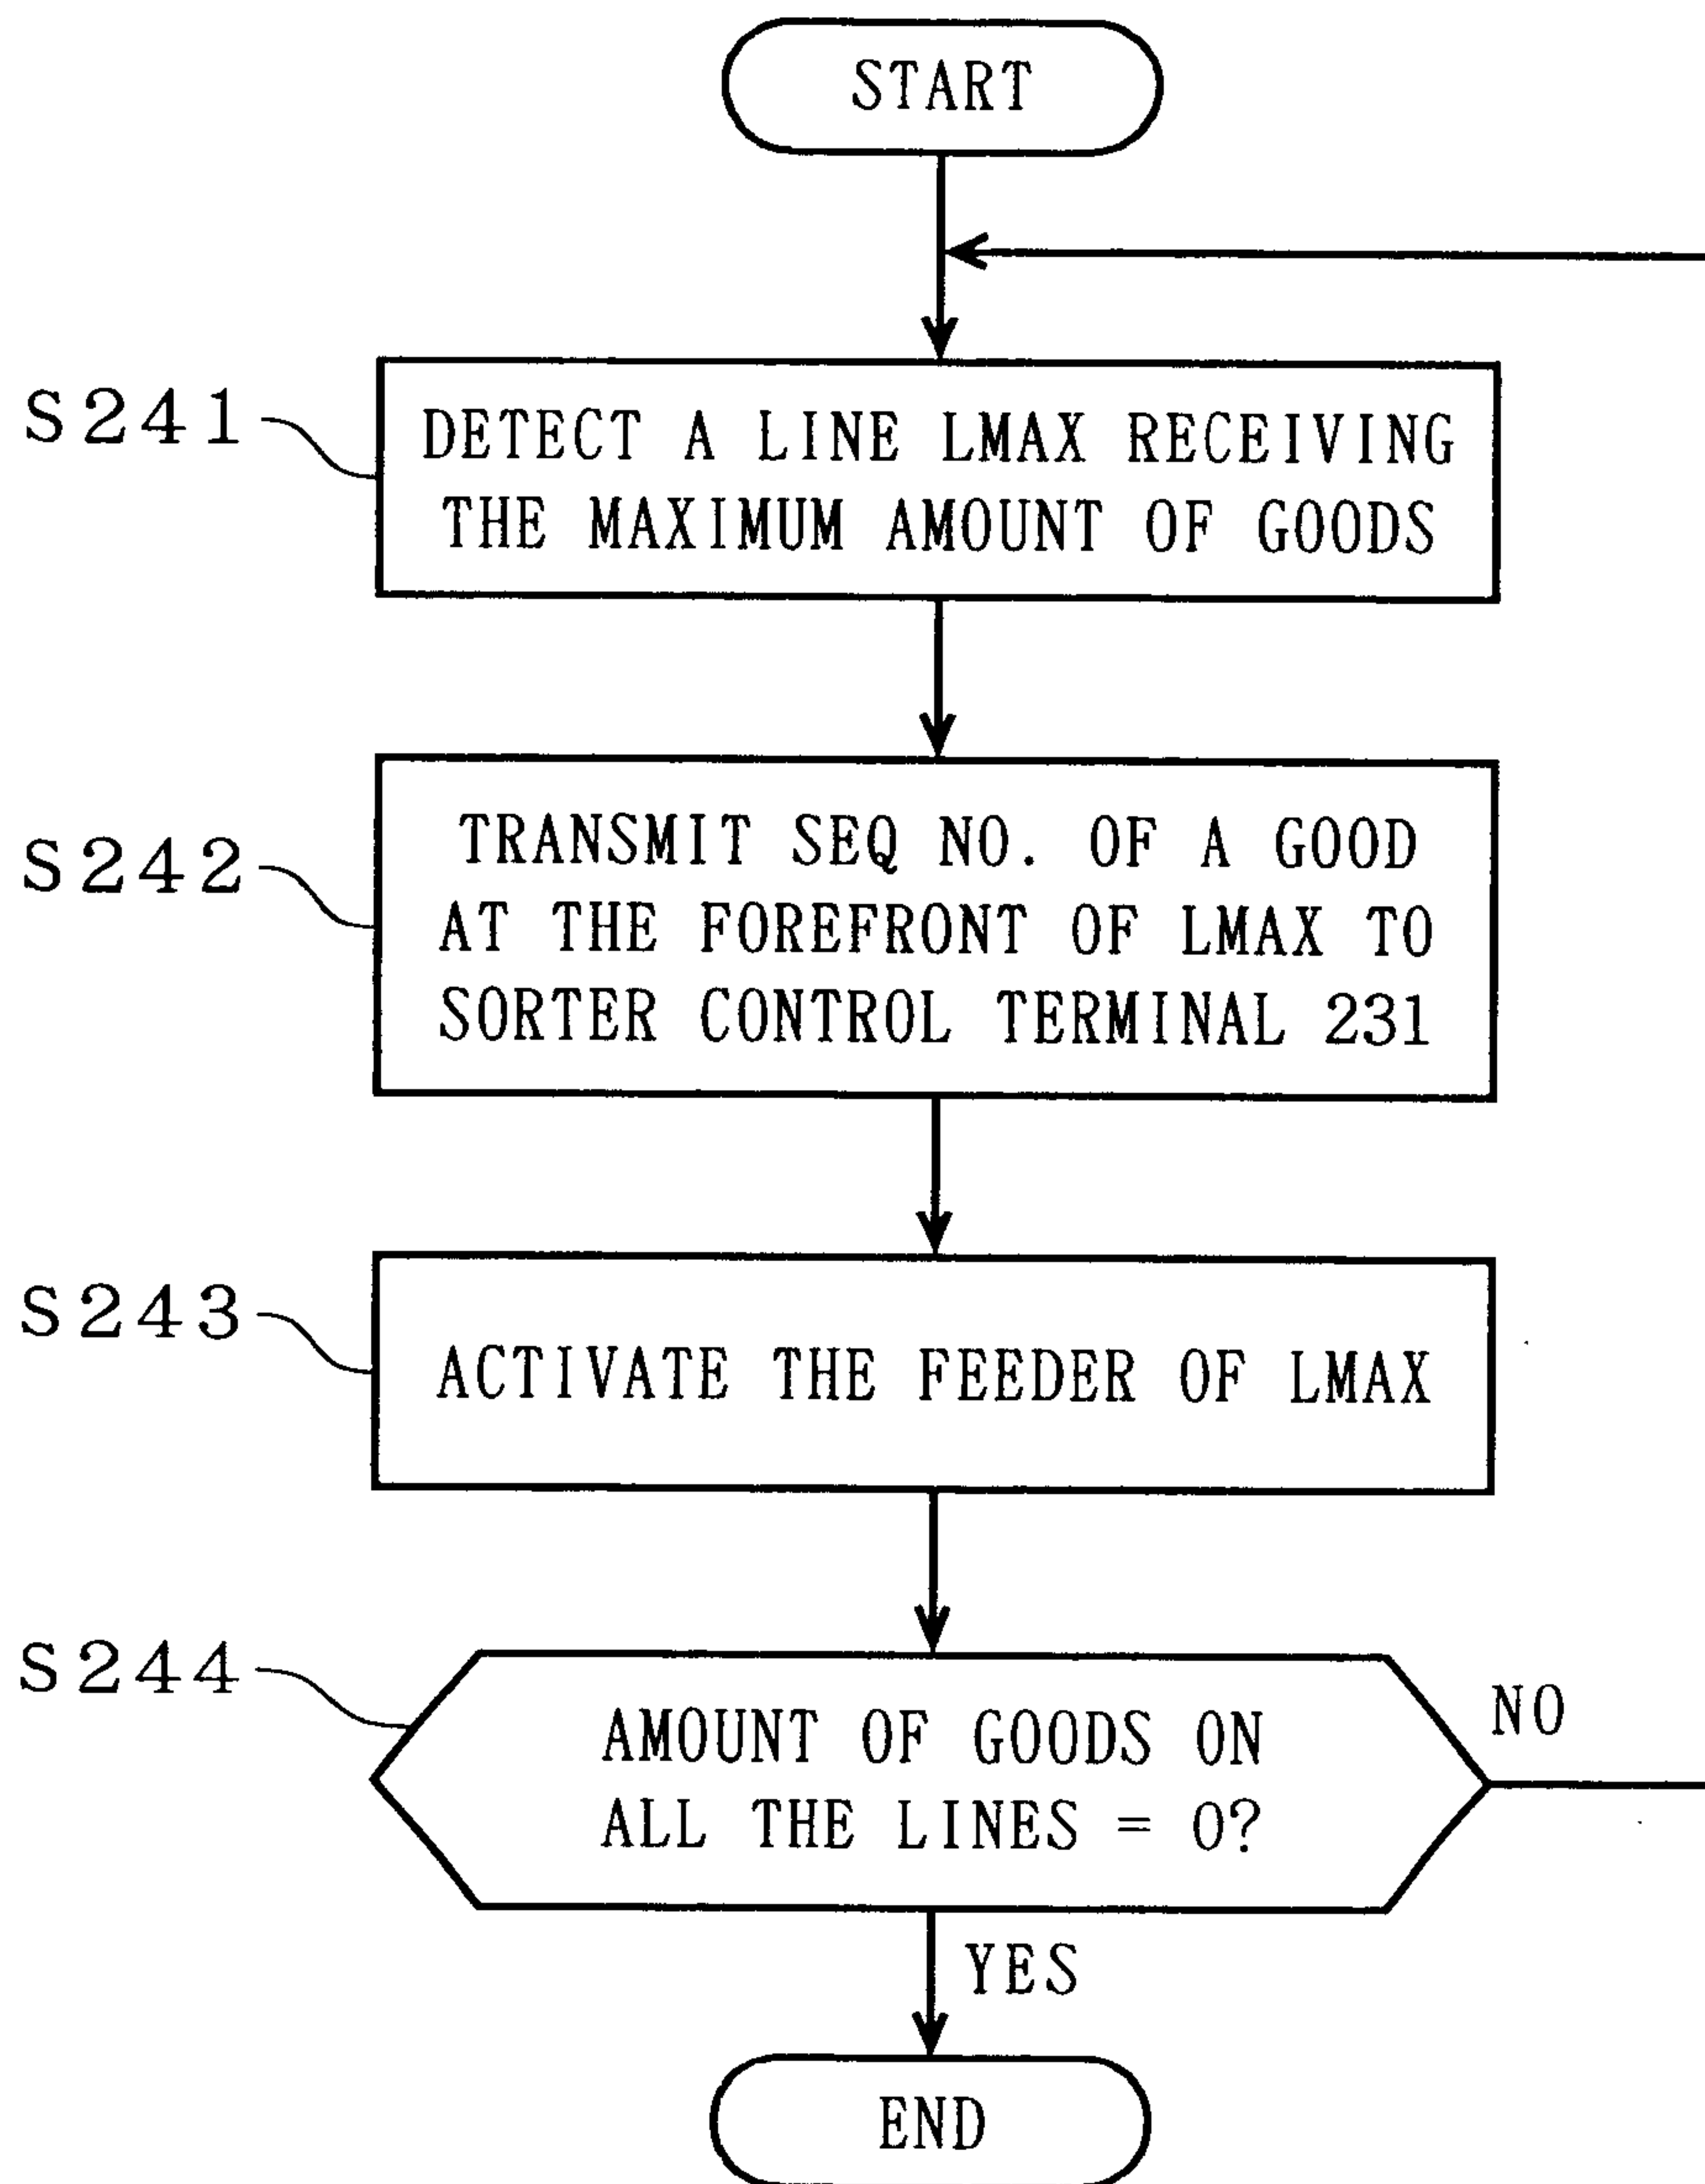 START
S241
DETECT A LINE LMAX RECEIVING
THE MAXIMUM AMOUNT OF GOODS
S242
TRANSMIT SEQ NO. OF A GOOD
AT THE FOREFRONT OF LMAX TO
SORTER CONTROL TERMINAL 231
S243
ACTIVATE THE FEEDER OF LMAX
S244
AMOUNT OF GOODS ON
ALL THE LINES = 0?
NO
YES
END